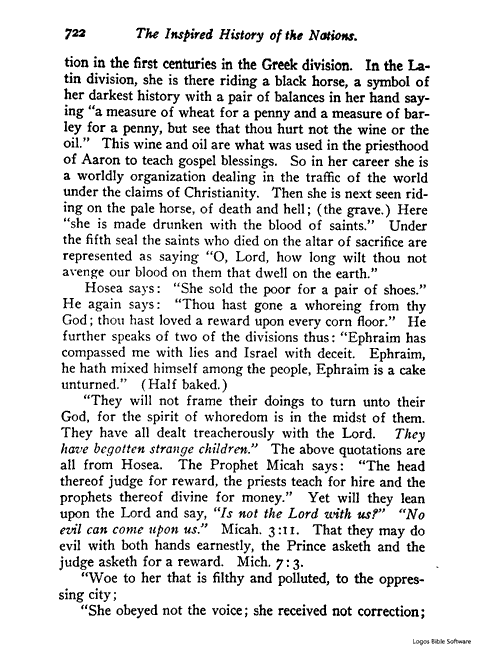 722 The Inspired History of the Nations.
tion in the first centuries in the Greek division. In the La-
tin division, she is there riding a black horse, a symbol of
her darkest history with a pair of balances in her hand say-
ing "a measure of wheat for a penny and a measure of bar-
ley for a penny, but see that thou hurt not the wine or the
oil." This wine and oil are what was used in the priesthood
of Aaron to teach gospel blessings. So in her career she is
a worldly organization dealing in the traffic of the world
under the claims of Christianity. Then she is next seen rid-
ing on the pale horse, of death and hell; (the grave.) Here
"she is made drunken with the blood of saints." Under
the fifth seal the saints who died on the altar of sacrifice are
represented as saying "O, Lord, how long wilt thou not
avenge our blood on them that dwell on the earth."
Hosea says: "She sold the poor for a pair of shoes."
He again says: "Thou hast gone a whoreing from thy
God; thou hast loved a reward upon every corn floor." He
further speaks of two of the divisions thus: "Ephraim has
compassed me with lies and Israel with deceit. Ephraim,
he hath mixed himself among the people, Ephraim is a cake
unturned." (Half baked.)
"They will not frame their doings to turn unto their
God, for the spirit of whoredom is in the midst of them.
They have all dealt treacherously with the Lord. They
have begotten strange children." The above quotations are
all from Hosea. The Prophet Micah says: "The head
thereof judge for reward, the priests teach for hire and the
prophets thereof divine for money." Yet will they lean
upon the Lord and say, "Is not the Lord with us?" "No
evil can come upon us." Micah. 3:11. That they may do
evil with both hands earnestly, the Prince asketh and the
judge asketh for a reward. Mich. 7:3.
"Woe to her that is filthy and polluted, to the oppres-
sing city;
"She obeyed not the voice; she received not correction;
Logos Bible Software